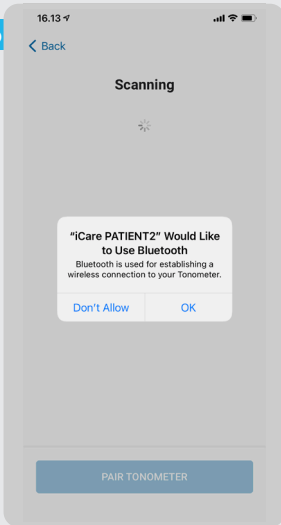 16.13
Back
Scanning
“iCare PATIENT2” Would Like
to Use Bluetooth
Bluetooth is used for establishing a
wireless connection to your Tonometer.
Don’t Allow
OK
PAIR TONOMETER